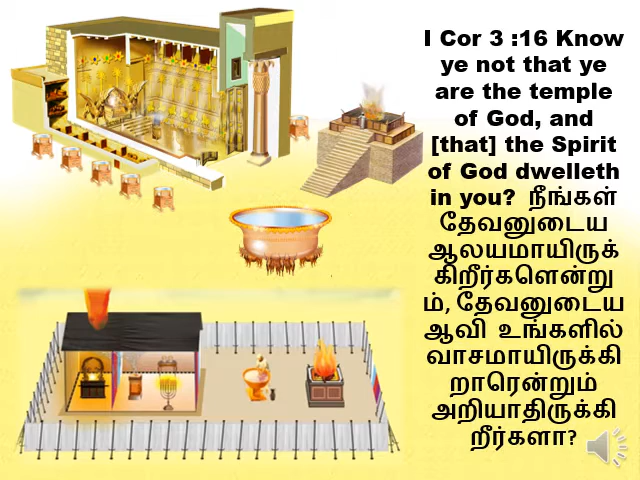 I Cor 3 :16 Know
ye not that ye
are the temple
of God, and
[that] the Spirit
of God dwelleth
in you? நீங்கள்
தேவனுடைய
ஆலயமாயிருக்
கிறீர்களென்று
ம், தேவனுடைய
ஆவி உங்களில்
வாசமாயிருக்கி
றாரென்றும்
அறியாதிருக்கி
றீர்களா?